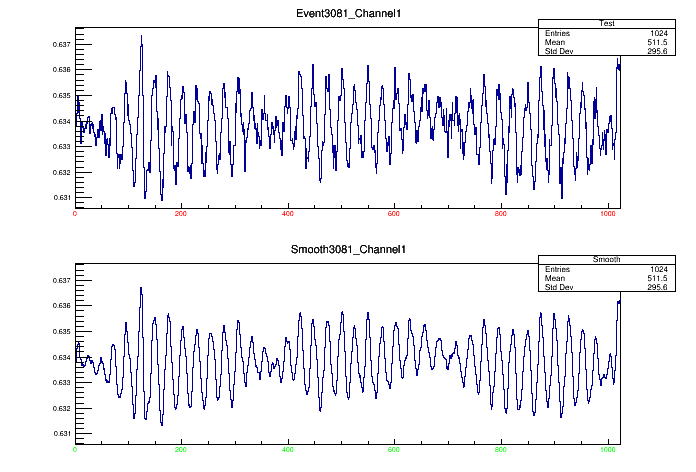 Event3081_Channel1
Test
Entries 1024
Mean 511.5
Std Dev 295.6
0.637
0.636
0.635
0.634
0.633
0.632
0.631
0 200 400 600 800 1000
Smooth3081_Channel1
Smooth
Entries 1024
Mean 511.5
Std Dev 295.6
0.637
0.636
0.635
0.634
0.633
0.632
0.631
0 200 400 600 800 1000